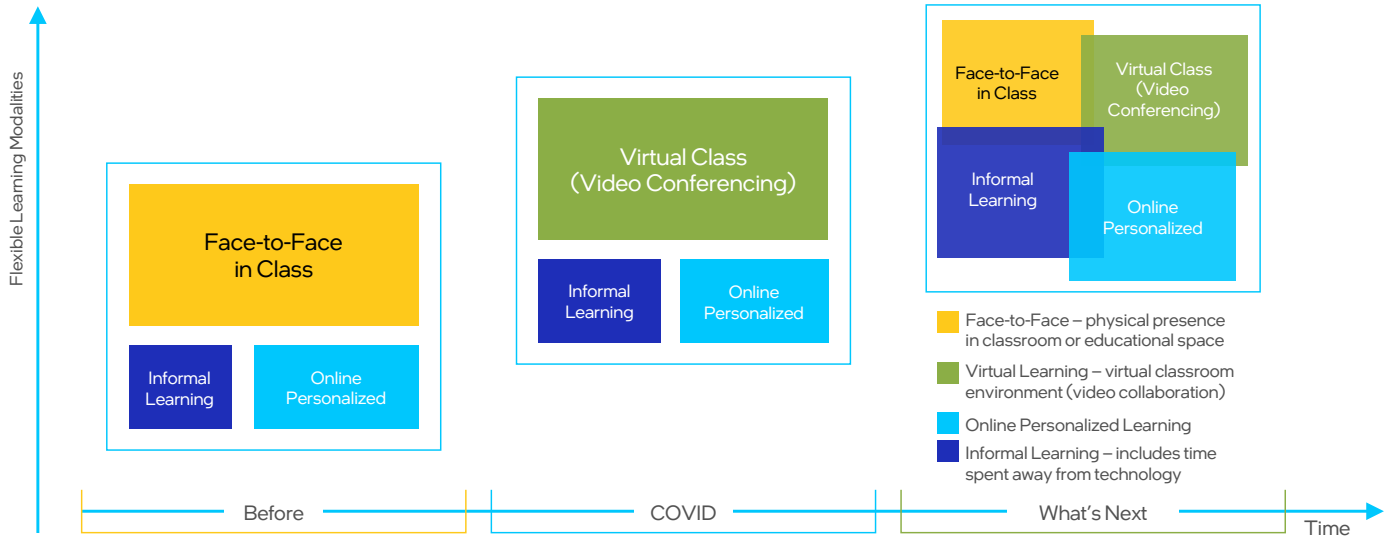 Flexible Learning Modalities
Face-to-Face
in Class
Informal
Learning
Online
Personalized
Virtual Class
(Video Conferencing)
Informal
Learning
Online
Personalized
Face-to-Face
in Class
Virtual Class
(Video
Conferencing)
Informal
Learning
Online
Personalized
Face-to-Face – physical presence
in classroom or educational space
Virtual Learning – virtual classroom
environment (video collaboration)
Online Personalized Learning
Informal Learning – includes time
spent away from technology
Before
COVID
What's Next
Time